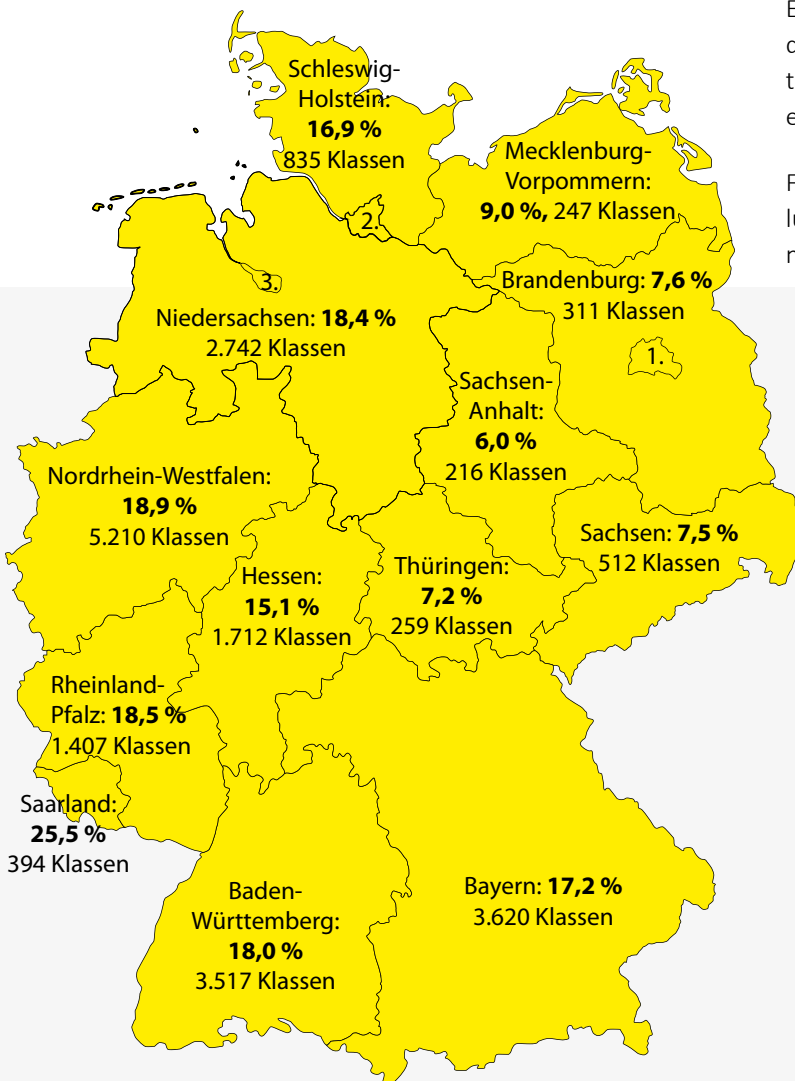 Schleswig-
Holstein:
16,9 %
835 Klassen
Mecklenburg-
Vorpommern:
9,0 %, 247 Klassen
2.
3.
Brandenburg: 7,6 %
311 Klassen
1.
Niedersachsen: 18,4 %
2.742 Klassen
Sachsen-
Anhalt:
6,0 %
216 Klassen
Nordrhein-Westfalen:
18,9 %
5.210 Klassen
Sachsen: 7,5 %
512 Klassen
Hessen:
15,1 %
1.712 Klassen
Thüringen:
7,2 %
259 Klassen
Rheinland-
Pfalz: 18,5 %
1.407 Klassen
Saarland:
25,5 %
394 Klassen
Baden-
Württemberg:
18,0 %
3.517 Klassen
Bayern: 17,2 %
3.620 Klassen